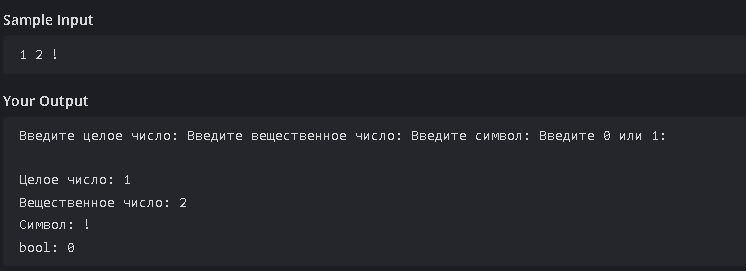 Sample Input
1 2 !
Your Output
Введите целое число: Введите вещественное число: Введите символ: Введите 0 или 1:
Целое число: 1
Вещественное число: 2
Символ: !
bool: 0